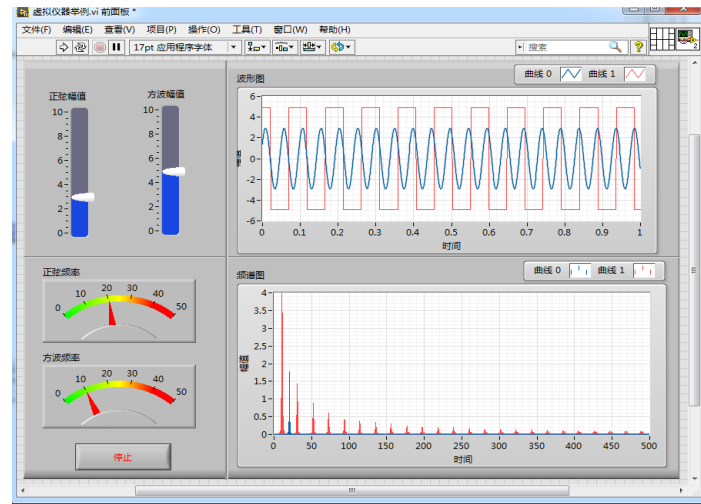 虚拟仪器举例.vi 前面板 *
文件(F) 编辑(E) 查看(V) 项目(P) 操作(O) 工具(T) 窗口(W) 帮助(H)
17pt 应用程序字体 搜索
2
正弦幅值
10
8
6
4
2
0
方波幅值
10
8
6
4
2
0
波形图
曲线 0 曲线 1
6
4
2
0
-2
-4
-6
0 0.1 0.2 0.3 0.4 0.5 0.6 0.7 0.8 0.9 1
时间
正弦频率
0 10 20 30 40 50
方波频率
0 10 20 30 40 50
停止
频谱图
曲线 0 曲线 1
幅值
4
3.5
3
2.5
2
1.5
1
0.5
0
0 50 100 150 200 250 300 350 400 450 500
时间